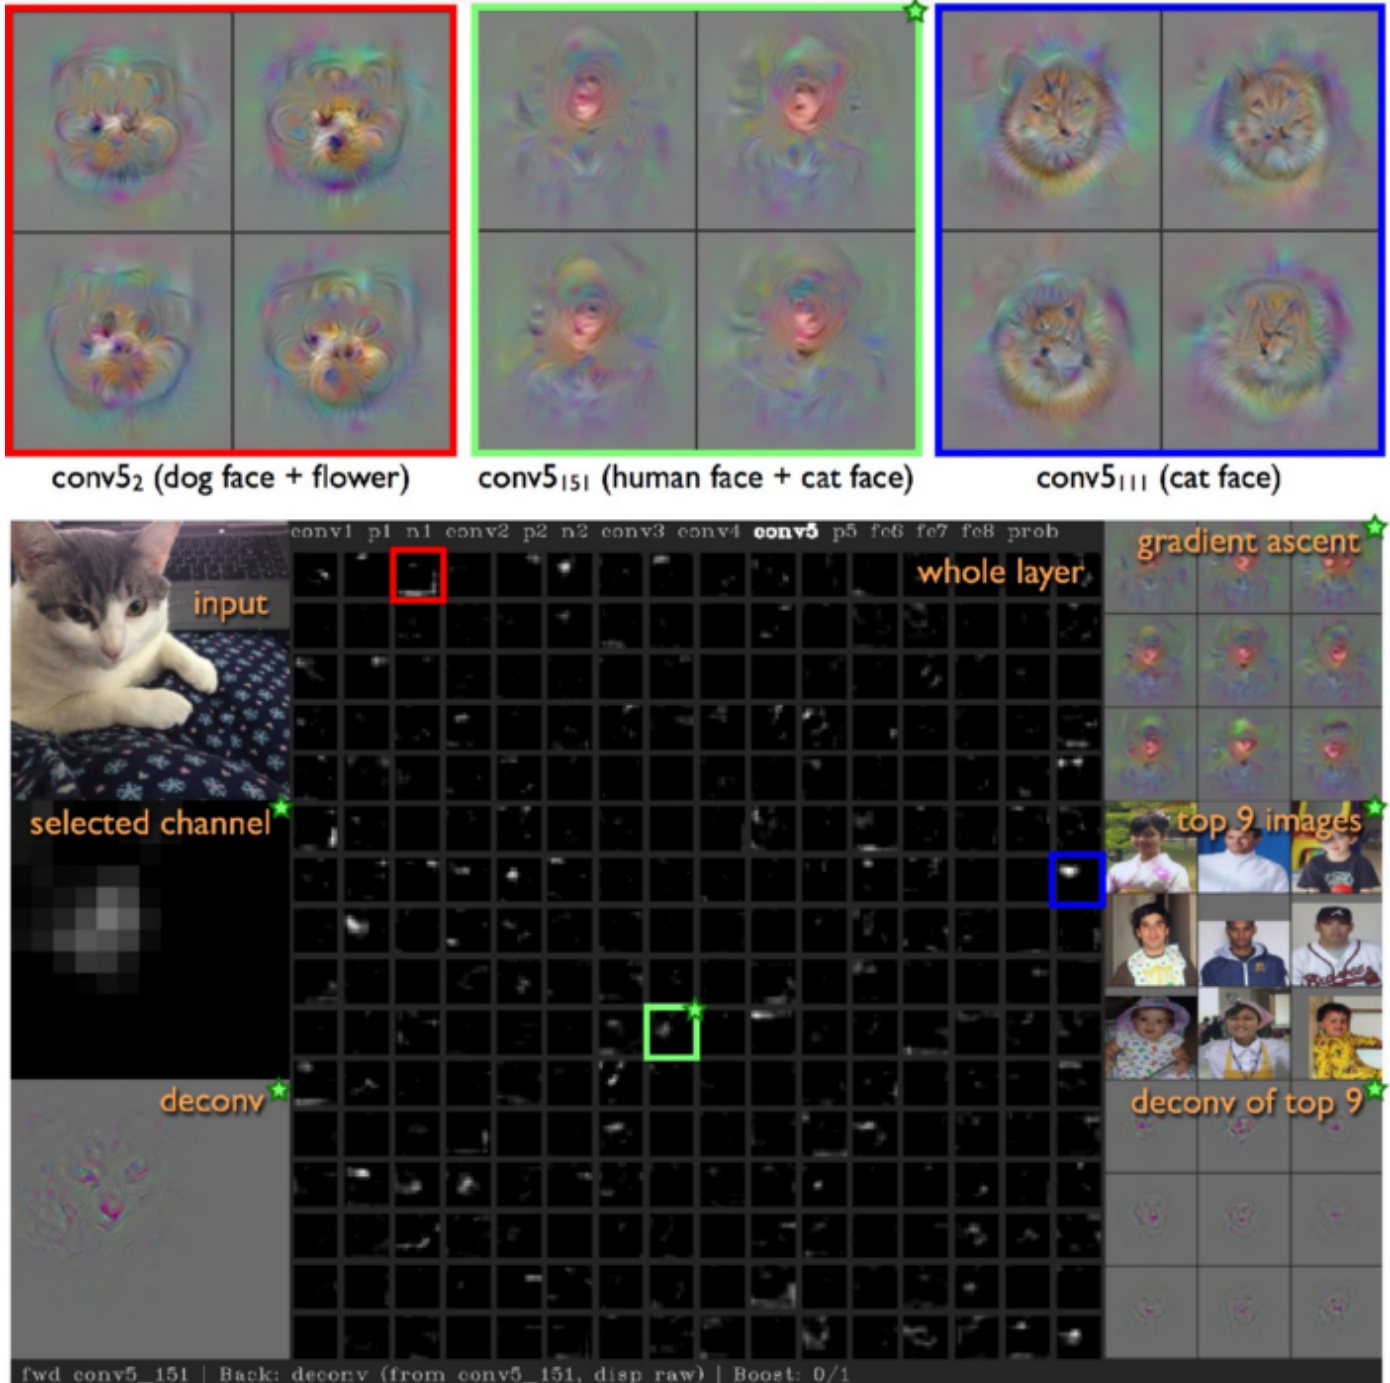 conv5₂ (dog face + flower)
conv5₁₅₁ (human face + cat face)
conv5₁₁₁ (cat face)
conv1 p1 n1 conv2 p2 n2 conv3 conv4 conv5 p5 fc6 fc7 fc8 prob
input
whole layer
gradient ascent
selected channel
top 9 images
deconv
deconv of top 9
fwd conv5_151 | Back: deconv (from conv5_151, disp raw) | Boost: 0/1